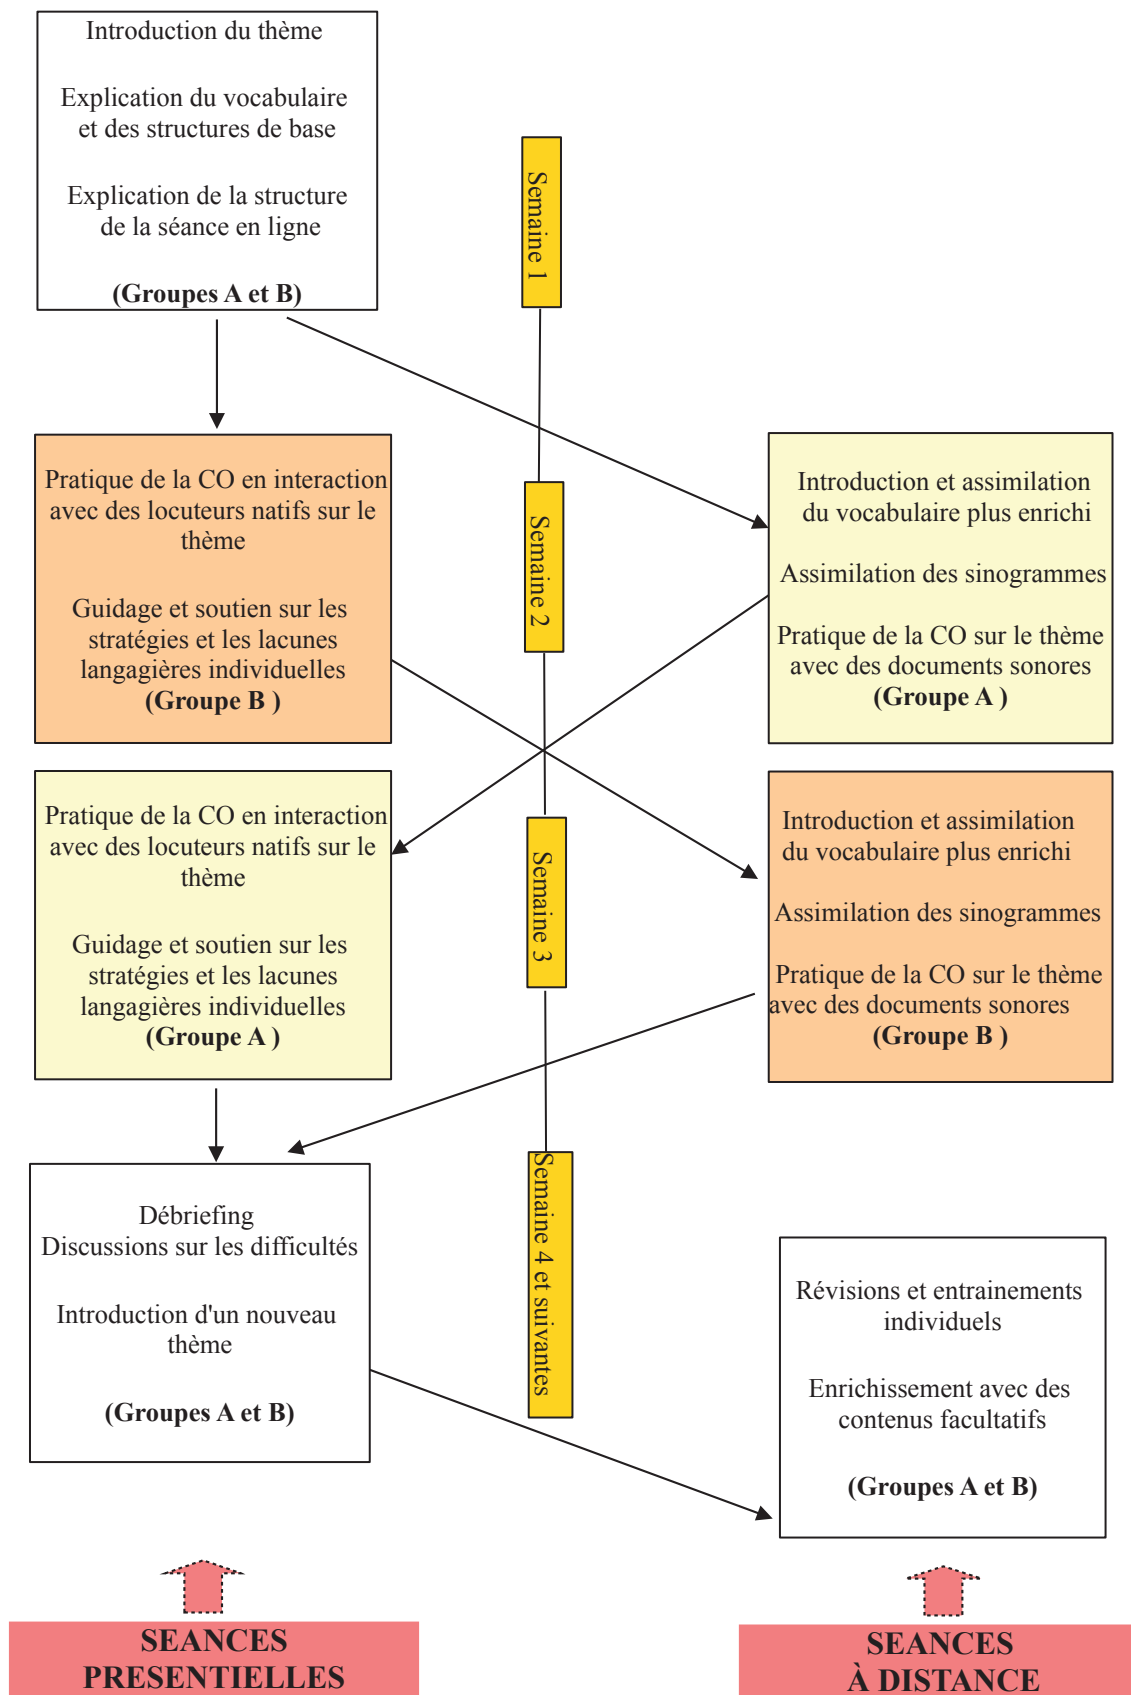 Introduction du thème
Explication du vocabulaire
et des structures de base
Explication de la structure
de la séance en ligne
(Groupes A et B)
Semaine 1
Pratique de la CO en interaction
avec des locuteurs natifs sur le
thème
Guidage et soutien sur les
stratégies et les lacunes
langagières individuelles
(Groupe B )
Semaine 2
Introduction et assimilation
du vocabulaire plus enrichi
Assimilation des sinogrammes
Pratique de la CO sur le thème
avec des documents sonores
(Groupe A )
Pratique de la CO en interaction
avec des locuteurs natifs sur le
thème
Guidage et soutien sur les
stratégies et les lacunes
langagières individuelles
(Groupe A )
Semaine 3
Introduction et assimilation
du vocabulaire plus enrichi
Assimilation des sinogrammes
Pratique de la CO sur le thème
avec des documents sonores
(Groupe B )
Débriefing
Discussions sur les difficultés
Introduction d'un nouveau
thème
(Groupes A et B)
Semaine 4 et suivantes
Révisions et entrainements
individuels
Enrichissement avec des
contenus facultatifs
(Groupes A et B)
SEANCES
PRESENTIELLES
SEANCES
À DISTANCE